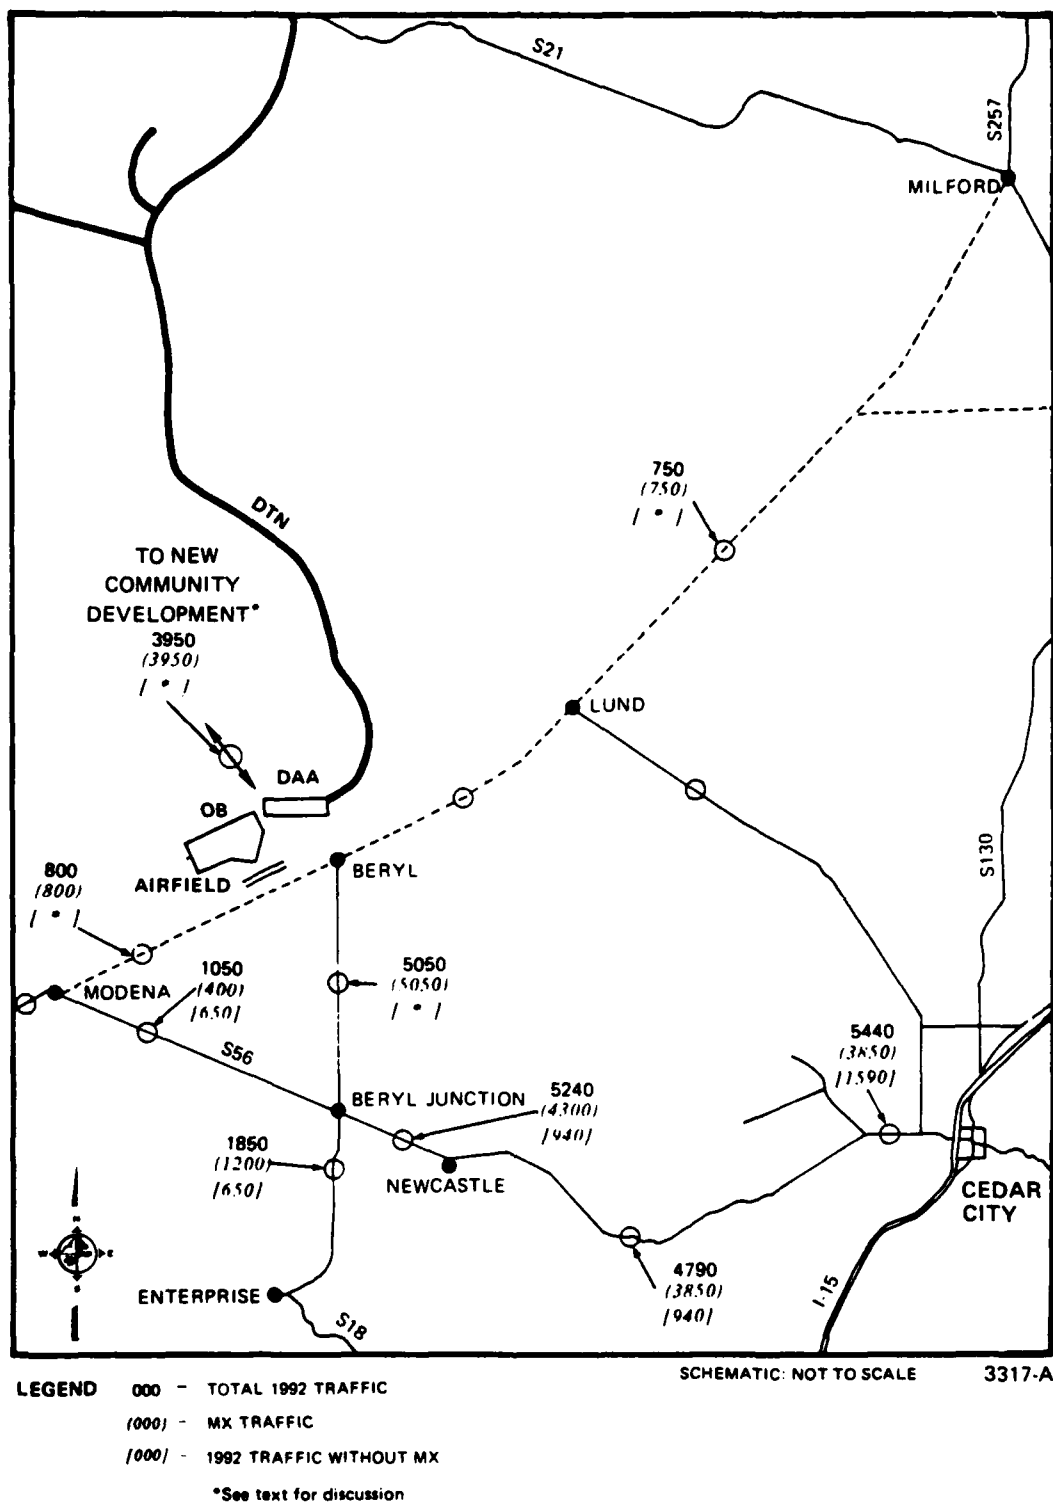 S21
S257
MILFORD
750
(750)
[ * ]
DTN
TO NEW
COMMUNITY
DEVELOPMENT*
3950
(3950)
[ * ]
LUND
DAA
OB
S130
BERYL
AIRFIELD
800
(800)
[ * ]
MODENA
1050
(400)
[650]
5050
(5050)
[ * ]
S56
5440
(3850)
[1590]
BERYL JUNCTION
5240
(4300)
[940]
1850
(1200)
[650]
NEWCASTLE
CEDAR
CITY
N
W E
S
4790
(3850)
[940]
ENTERPRISE
S18
I-15
SCHEMATIC: NOT TO SCALE
3317-A
LEGEND 000 - TOTAL 1992 TRAFFIC
(000) - MX TRAFFIC
[000] - 1992 TRAFFIC WITHOUT MX
*See text for discussion